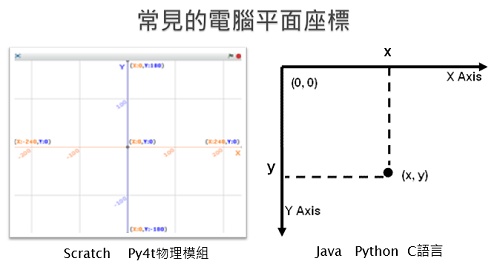 常見的電腦平面座標
Y
(X:0,Y:180)
100
(X:-240,Y:0)
(X:0,Y:0)
(X:240,Y:0)
-200
-100
100
200
X
-100
(X:0,Y:-180)
Scratch Py4t物理模組
x
X Axis
(0, 0)
y
(x, y)
Y Axis
Java Python C語言